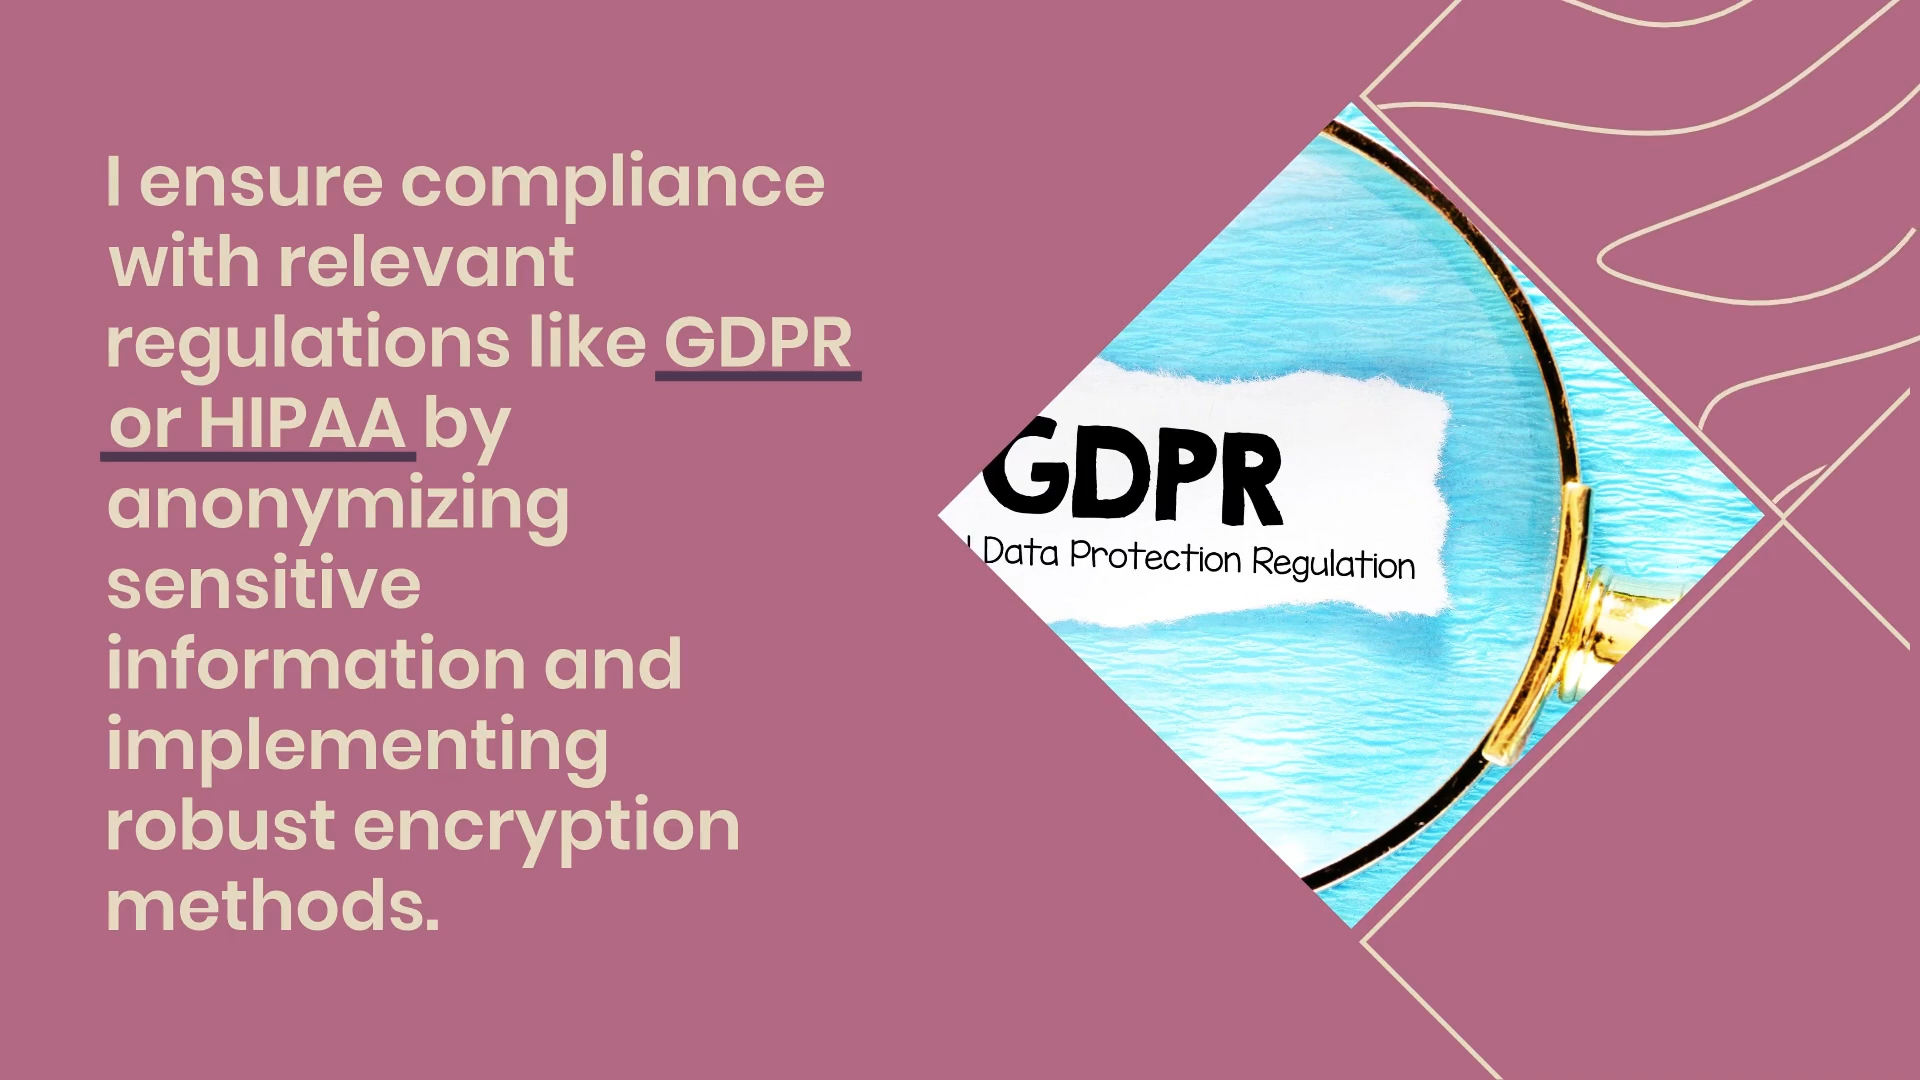 I ensure compliance
with relevant
regulations like GDPR
or HIPAA by
anonymizing
sensitive
information and
implementing
robust encryption
methods.
GDPR
Data Protection Regulation